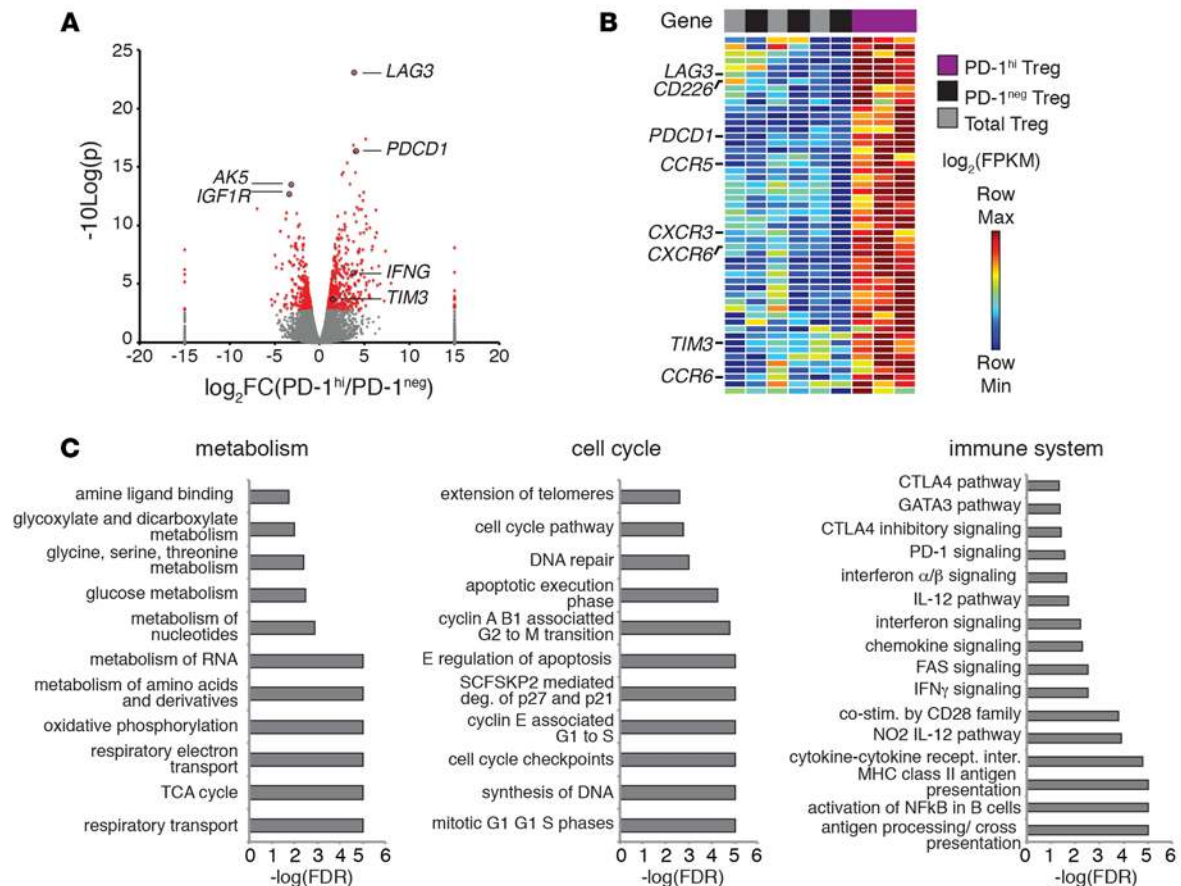 A
25
20
15
10
5
0
-10Log(p)
LAG3
PDCD1
AK5
IGF1R
IFNG
TIM3
-20 -15 -10 -5 0 5 10 15 20
log2FC(PD-1hi/PD-1neg)
B
Gene
LAG3
CD226
PDCD1
CCR5
CXCR3
CXCR6
TIM3
CCR6
PD-1hi Treg
PD-1neg Treg
Total Treg
log2(FPKM)
Row
Max
Row
Min
C
metabolism
amine ligand binding
glycoxylate and dicarboxylate
metabolism
glycine, serine, threonine
metabolism
glucose metabolism
metabolism of
nucleotides
metabolism of RNA
metabolism of amino acids
and derivatives
oxidative phosphorylation
respiratory electron
transport
TCA cycle
respiratory transport
0 1 2 3 4 5 6
-log(FDR)
cell cycle
extension of telomeres
cell cycle pathway
DNA repair
apoptotic execution
phase
cyclin A B1 associatted
G2 to M transition
E regulation of apoptosis
SCFSKP2 mediated
deg. of p27 and p21
cyclin E associated
G1 to S
cell cycle checkpoints
synthesis of DNA
mitotic G1 G1 S phases
0 1 2 3 4 5 6
-log(FDR)
immune system
CTLA4 pathway
GATA3 pathway
CTLA4 inhibitory signaling
PD-1 signaling
interferon α/β signaling
IL-12 pathway
interferon signaling
chemokine signaling
FAS signaling
IFNγ signaling
co-stim. by CD28 family
NO2 IL-12 pathway
cytokine-cytokine recept. inter.
MHC class II antigen
presentation
activation of NFkB in B cells
antigen processing/ cross
presentation
0 1 2 3 4 5 6
-log(FDR)